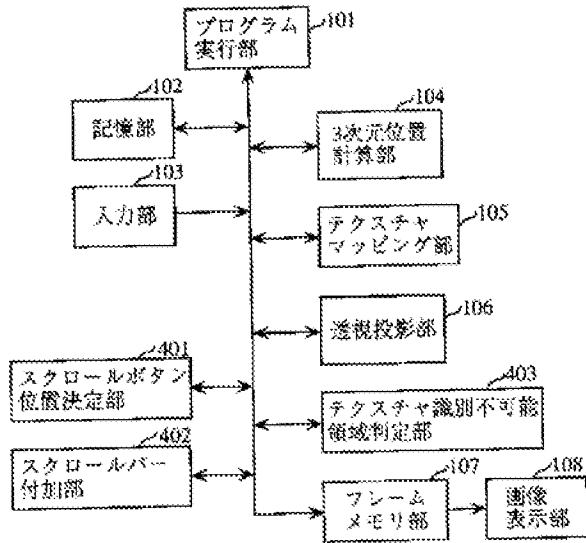 プログラム
実行部
101
102
記憶部
104
3次元位置
計算部
103
入力部
105
テクスチャ
マッピング部
106
透視投影部
401
スクロールボタン
位置決定部
403
テクスチャ識別不可能
領域判定部
402
スクロールバー
付加部
107
フレーム
メモリ部
108
画像
表示部